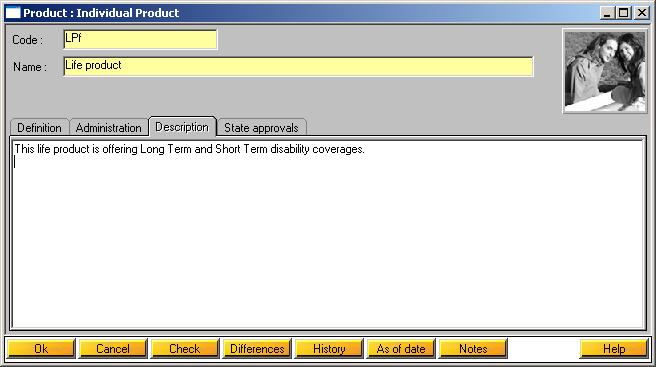 Product : Individual Product
Code : LPf
Name : Life product
Definition Administration Description State approvals
This life product is offering Long Term and Short Term disability coverages.
Ok Cancel Check Differences History As of date Notes Help